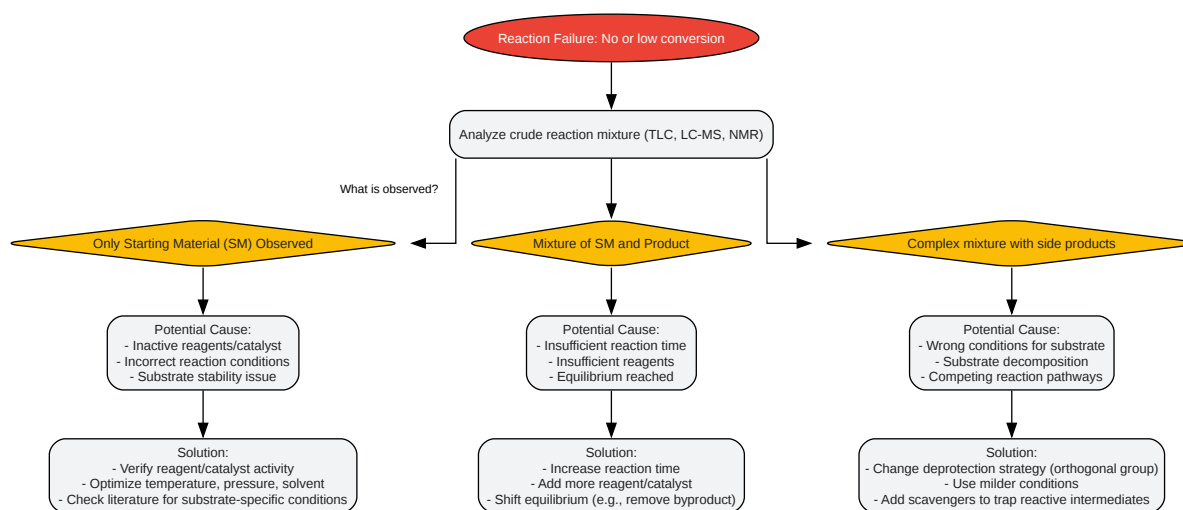 Reaction Failure: No or low conversion
Analyze crude reaction mixture (TLC, LC-MS, NMR)
What is observed?
Only Starting Material (SM) Observed
Mixture of SM and Product
Complex mixture with side products
Potential Cause:
- Inactive reagents/catalyst
- Incorrect reaction conditions
- Substrate stability issue
Potential Cause:
- Insufficient reaction time
- Insufficient reagents
- Equilibrium reached
Potential Cause:
- Wrong conditions for substrate
- Substrate decomposition
- Competing reaction pathways
Solution:
- Verify reagent/catalyst activity
- Optimize temperature, pressure, solvent
- Check literature for substrate-specific conditions
Solution:
- Increase reaction time
- Add more reagent/catalyst
- Shift equilibrium (e.g., remove byproduct)
Solution:
- Change deprotection strategy (orthogonal group)
- Use milder conditions
- Add scavengers to trap reactive intermediates